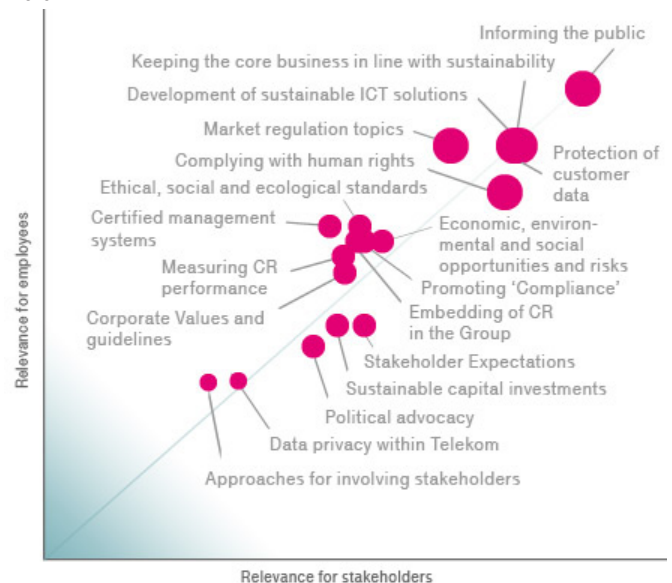 Informing the public
Keeping the core business in line with sustainability
Development of sustainable ICT solutions
Market regulation topics
Protection of
customer
data
Complying with human rights
Ethical, social and ecological standards
Certified management
systems
Economic, environ-
mental and social
opportunities and risks
Measuring CR
performance
Promoting ‘Compliance’
Embedding of CR
in the Group
Corporate Values and
guidelines
Stakeholder Expectations
Sustainable capital investments
Political advocacy
Data privacy within Telekom
Approaches for involving stakeholders
Relevance for employees
Relevance for stakeholders